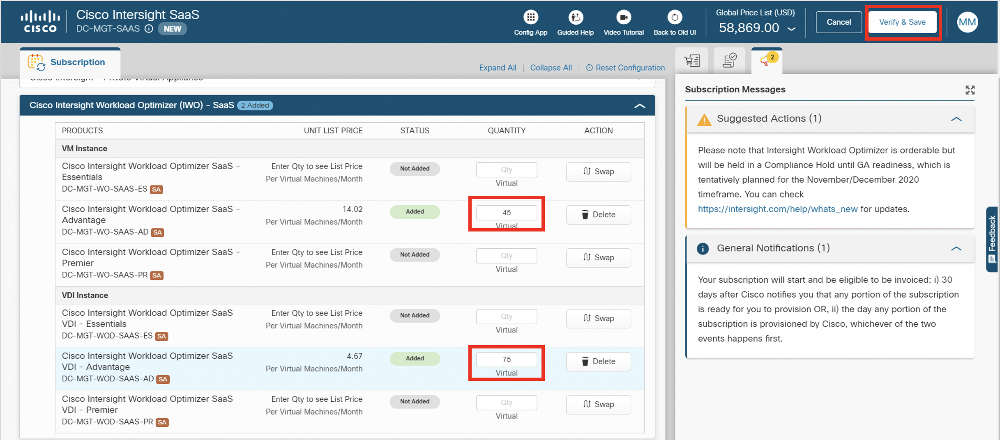 CISCO
Cisco Intersight SaaS
DC-MGT-SAAS
NEW
Config App
Guided Help
Video Tutorial
Back to Old UI
Global Price List (USD)
58,869.00
Cancel
Verify & Save
MM
Subscription
Expand All | Collapse All | Reset Configuration
2
Cisco Intersight - Private Virtual Appliance
Cisco Intersight Workload Optimizer (IWO) - SaaS 2 Added
PRODUCTS UNIT LIST PRICE STATUS QUANTITY ACTION
VM Instance
Cisco Intersight Workload Optimizer SaaS -
Essentials
DC-MGT-WO-SAAS-ES SA
Enter Qty to see List Price
Per Virtual Machines/Month
Not Added
Qty
Virtual
Swap
Cisco Intersight Workload Optimizer SaaS -
Advantage
DC-MGT-WO-SAAS-AD SA
14.02
Per Virtual Machines/Month
Added
45
Virtual
Delete
Cisco Intersight Workload Optimizer SaaS -
Premier
DC-MGT-WO-SAAS-PR SA
Enter Qty to see List Price
Per Virtual Machines/Month
Not Added
Qty
Virtual
Swap
VDI Instance
Cisco Intersight Workload Optimizer SaaS
VDI - Essentials
DC-MGT-WOD-SAAS-ES SA
Enter Qty to see List Price
Per Virtual Machines/Month
Not Added
Qty
Virtual
Swap
Cisco Intersight Workload Optimizer SaaS
VDI - Advantage
DC-MGT-WOD-SAAS-AD SA
4.67
Per Virtual Machines/Month
Added
75
Virtual
Delete
Cisco Intersight Workload Optimizer SaaS
VDI - Premier
DC-MGT-WOD-SAAS-PR SA
Enter Qty to see List Price
Per Virtual Machines/Month
Not Added
Qty
Virtual
Swap
Subscription Messages
Suggested Actions (1)
Please note that Intersight Workload Optimizer is orderable but
will be held in a Compliance Hold until GA readiness, which is
tentatively planned for the November/December 2020
timeframe. You can check
https://intersight.com/help/whats_new for updates.
General Notifications (1)
Your subscription will start and be eligible to be invoiced: i) 30
days after Cisco notifies you that any portion of the subscription
is ready for you to provision OR, ii) the day any portion of the
subscription is provisioned by Cisco, whichever of the two
events happens first.
Feedback